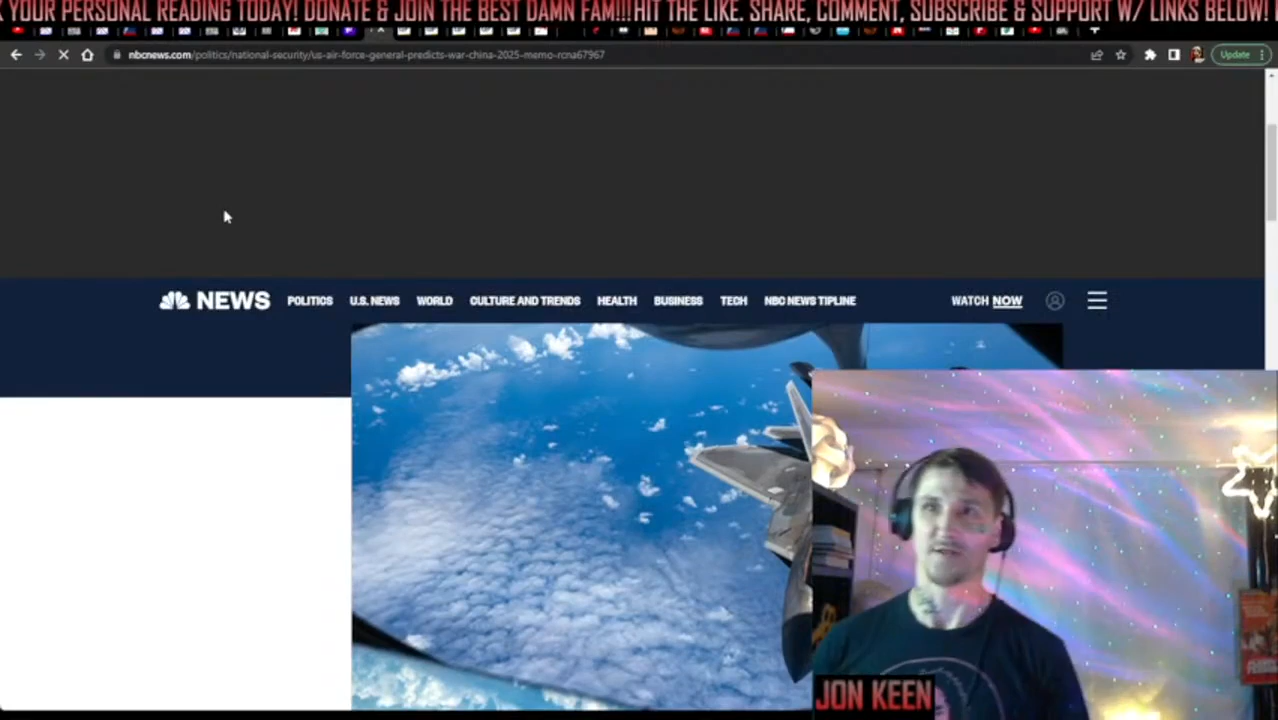 YOUR PERSONAL READING TODAY! DONATE & JOIN THE BEST DAMN FAM!!!HIT THE LIKE. SHARE, COMMENT, SUBSCRIBE & SUPPORT W/ LINKS BELOW!
nbcnews.com/politics/national-security/us-air-force-general-predicts-war-china-2025-memo-rcna67967
Update
NEWS POLITICS U.S. NEWS WORLD CULTURE AND TRENDS HEALTH BUSINESS TECH NBC NEWS TIPLINE WATCH NOW
JON KEEN